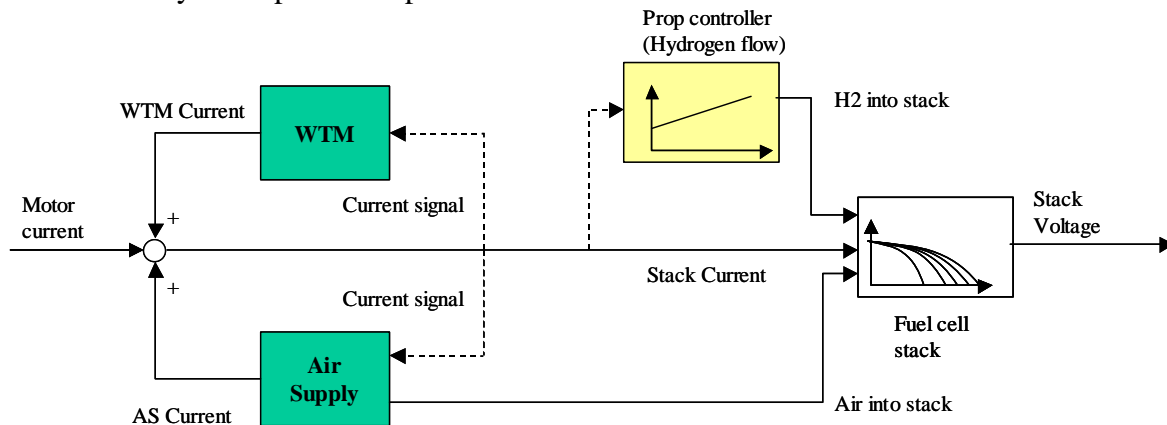 Prop controller
(Hydrogen flow)
WTM Current
WTM
H2 into stack
Motor
current
+
Current signal
Stack
Voltage
+
Current signal
Stack Current
Fuel cell
stack
Air
Supply
AS Current
Air into stack